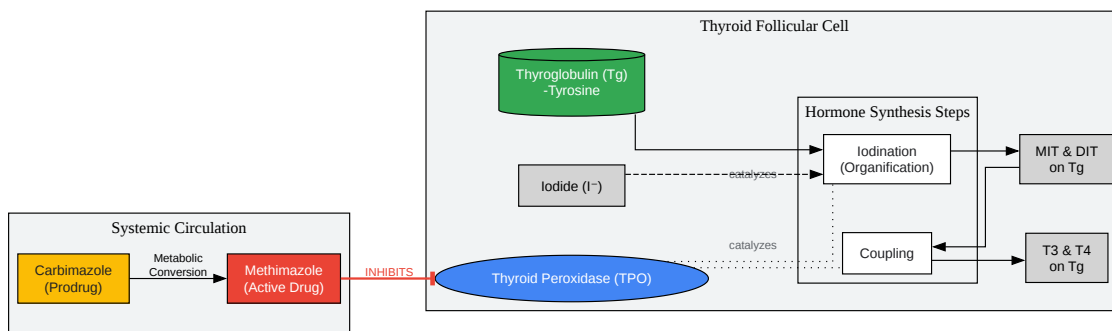 Thyroid Follicular Cell
Thyroglobulin (Tg)
-Tyrosine
Hormone Synthesis Steps
Iodination
(Organification)
MIT & DIT
on Tg
Iodide (I⁻)
catalyzes
Systemic Circulation
Carbimazole
(Prodrug)
Metabolic
Conversion
Methimazole
(Active Drug)
INHIBITS
Thyroid Peroxidase (TPO)
catalyzes
Coupling
T3 & T4
on Tg